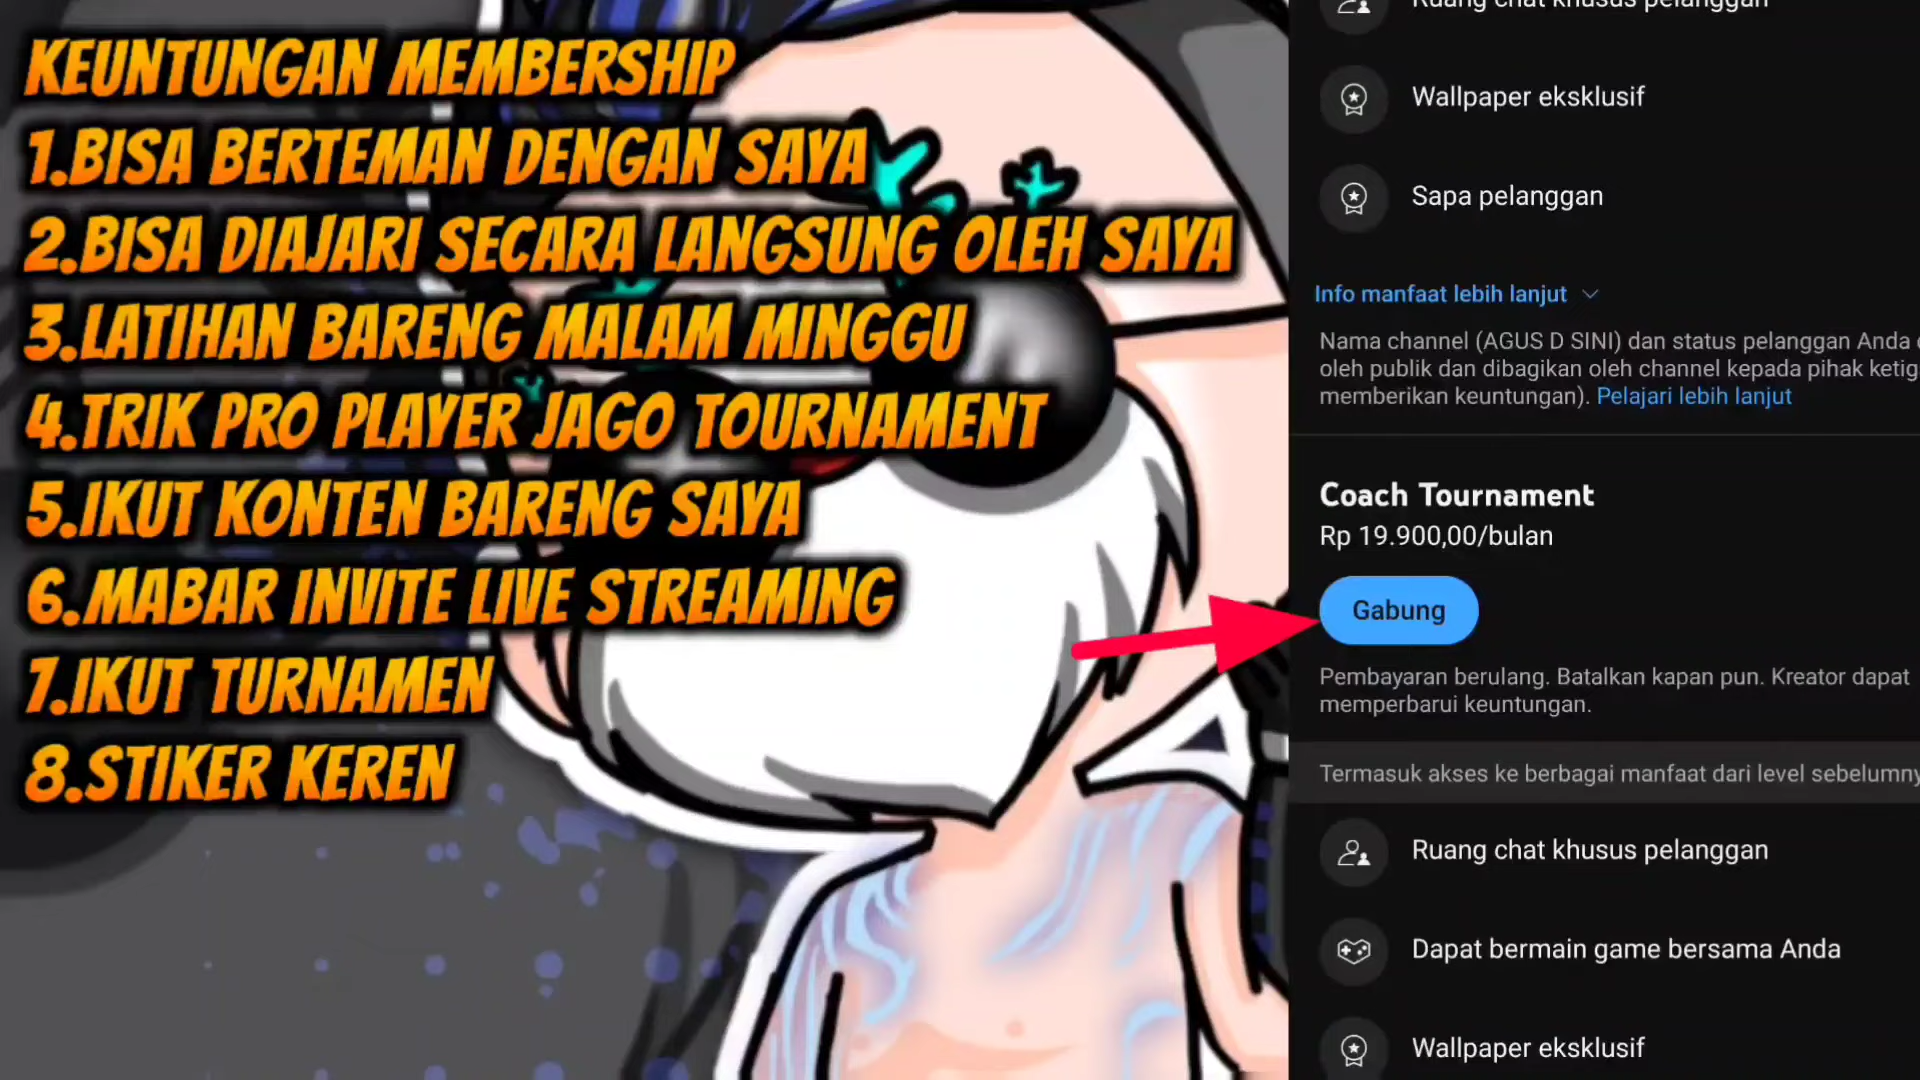 KEUNTUNGAN MEMBERSHIP
1.BISA BERTEMAN DENGAN SAYA
2.BISA DIAJARI SECARA LANGSUNG OLEH SAYA
3.LATIHAN BARENG MALAM MINGGU
4.TRIK PRO PLAYER JAGO TOURNAMENT
5.IKUT KONTEN BARENG SAYA
6.MABAR INVITE LIVE STREAMING
7.IKUT TURNAMEN
8.STIKER KEREN
Ruang chat khusus pelanggan
Wallpaper eksklusif
Sapa pelanggan
Info manfaat lebih lanjut
Nama channel (AGUS D SINI) dan status pelanggan Anda
oleh publik dan dibagikan oleh channel kepada pihak
memberikan keuntungan). Pelajari lebih lanjut
Coach Tournament
Rp 19.900,00/bulan
Gabung
Pembayaran berulang. Batalkan kapan pun. Kreator dapat
memperbarui keuntungan.
Termasuk akses ke berbagai manfaat dari level
Ruang chat khusus pelanggan
Dapat bermain game bersama Anda
Wallpaper eksklusif